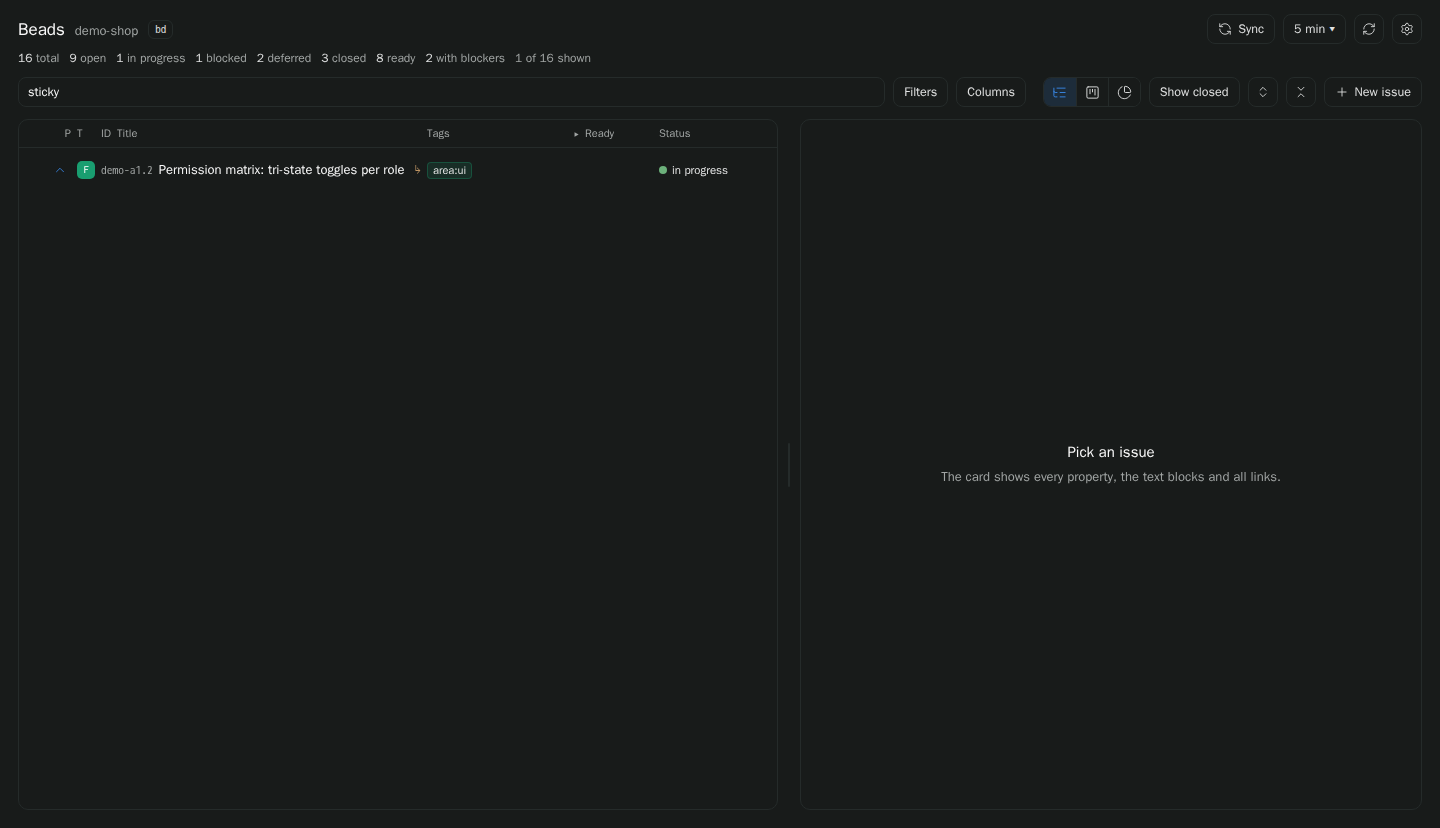 Beads demo-shop bd
Sync 5 min ▾
16 total 9 open 1 in progress 1 blocked 2 deferred 3 closed 8 ready 2 with blockers 1 of 16 shown
sticky Filters Columns Show closed New issue
P T ID Title Tags ▸ Ready Status
F demo-a1.2 Permission matrix: tri-state toggles per role ↳ area:ui in progress
Pick an issue
The card shows every property, the text blocks and all links.